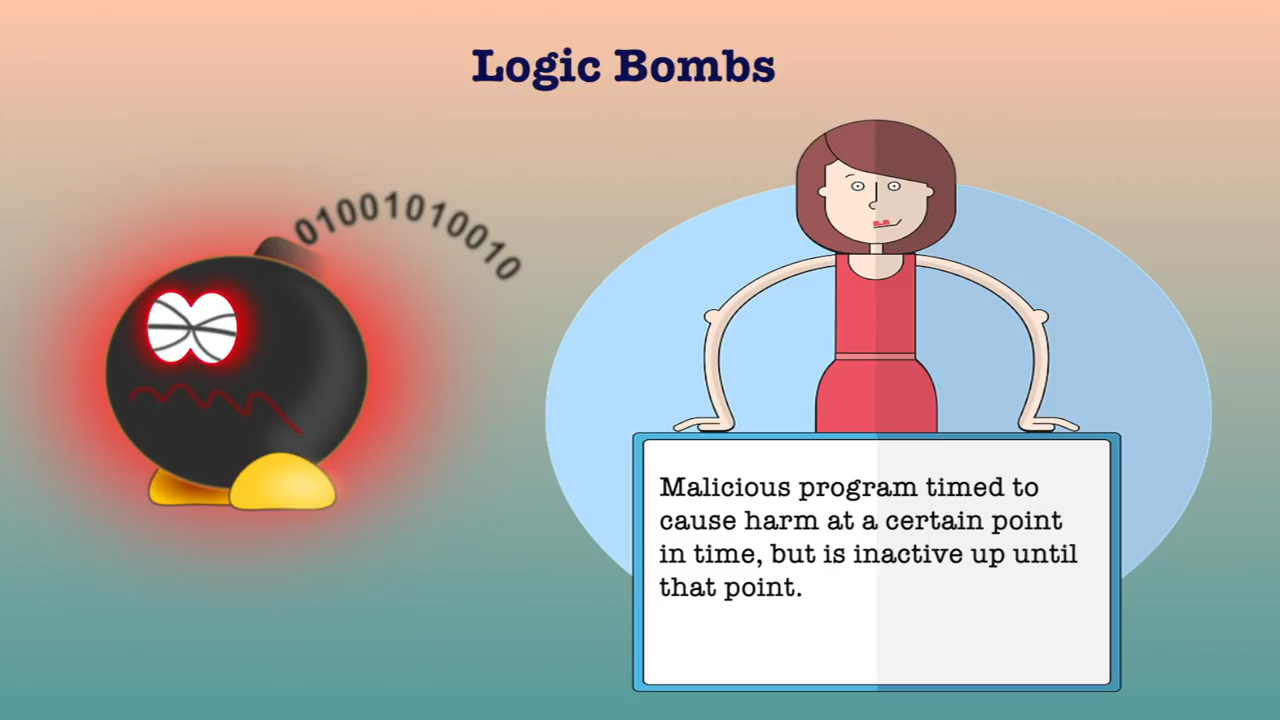 Logic Bombs
01001010010
Malicious program timed to
cause harm at a certain point
in time, but is inactive up until
that point.